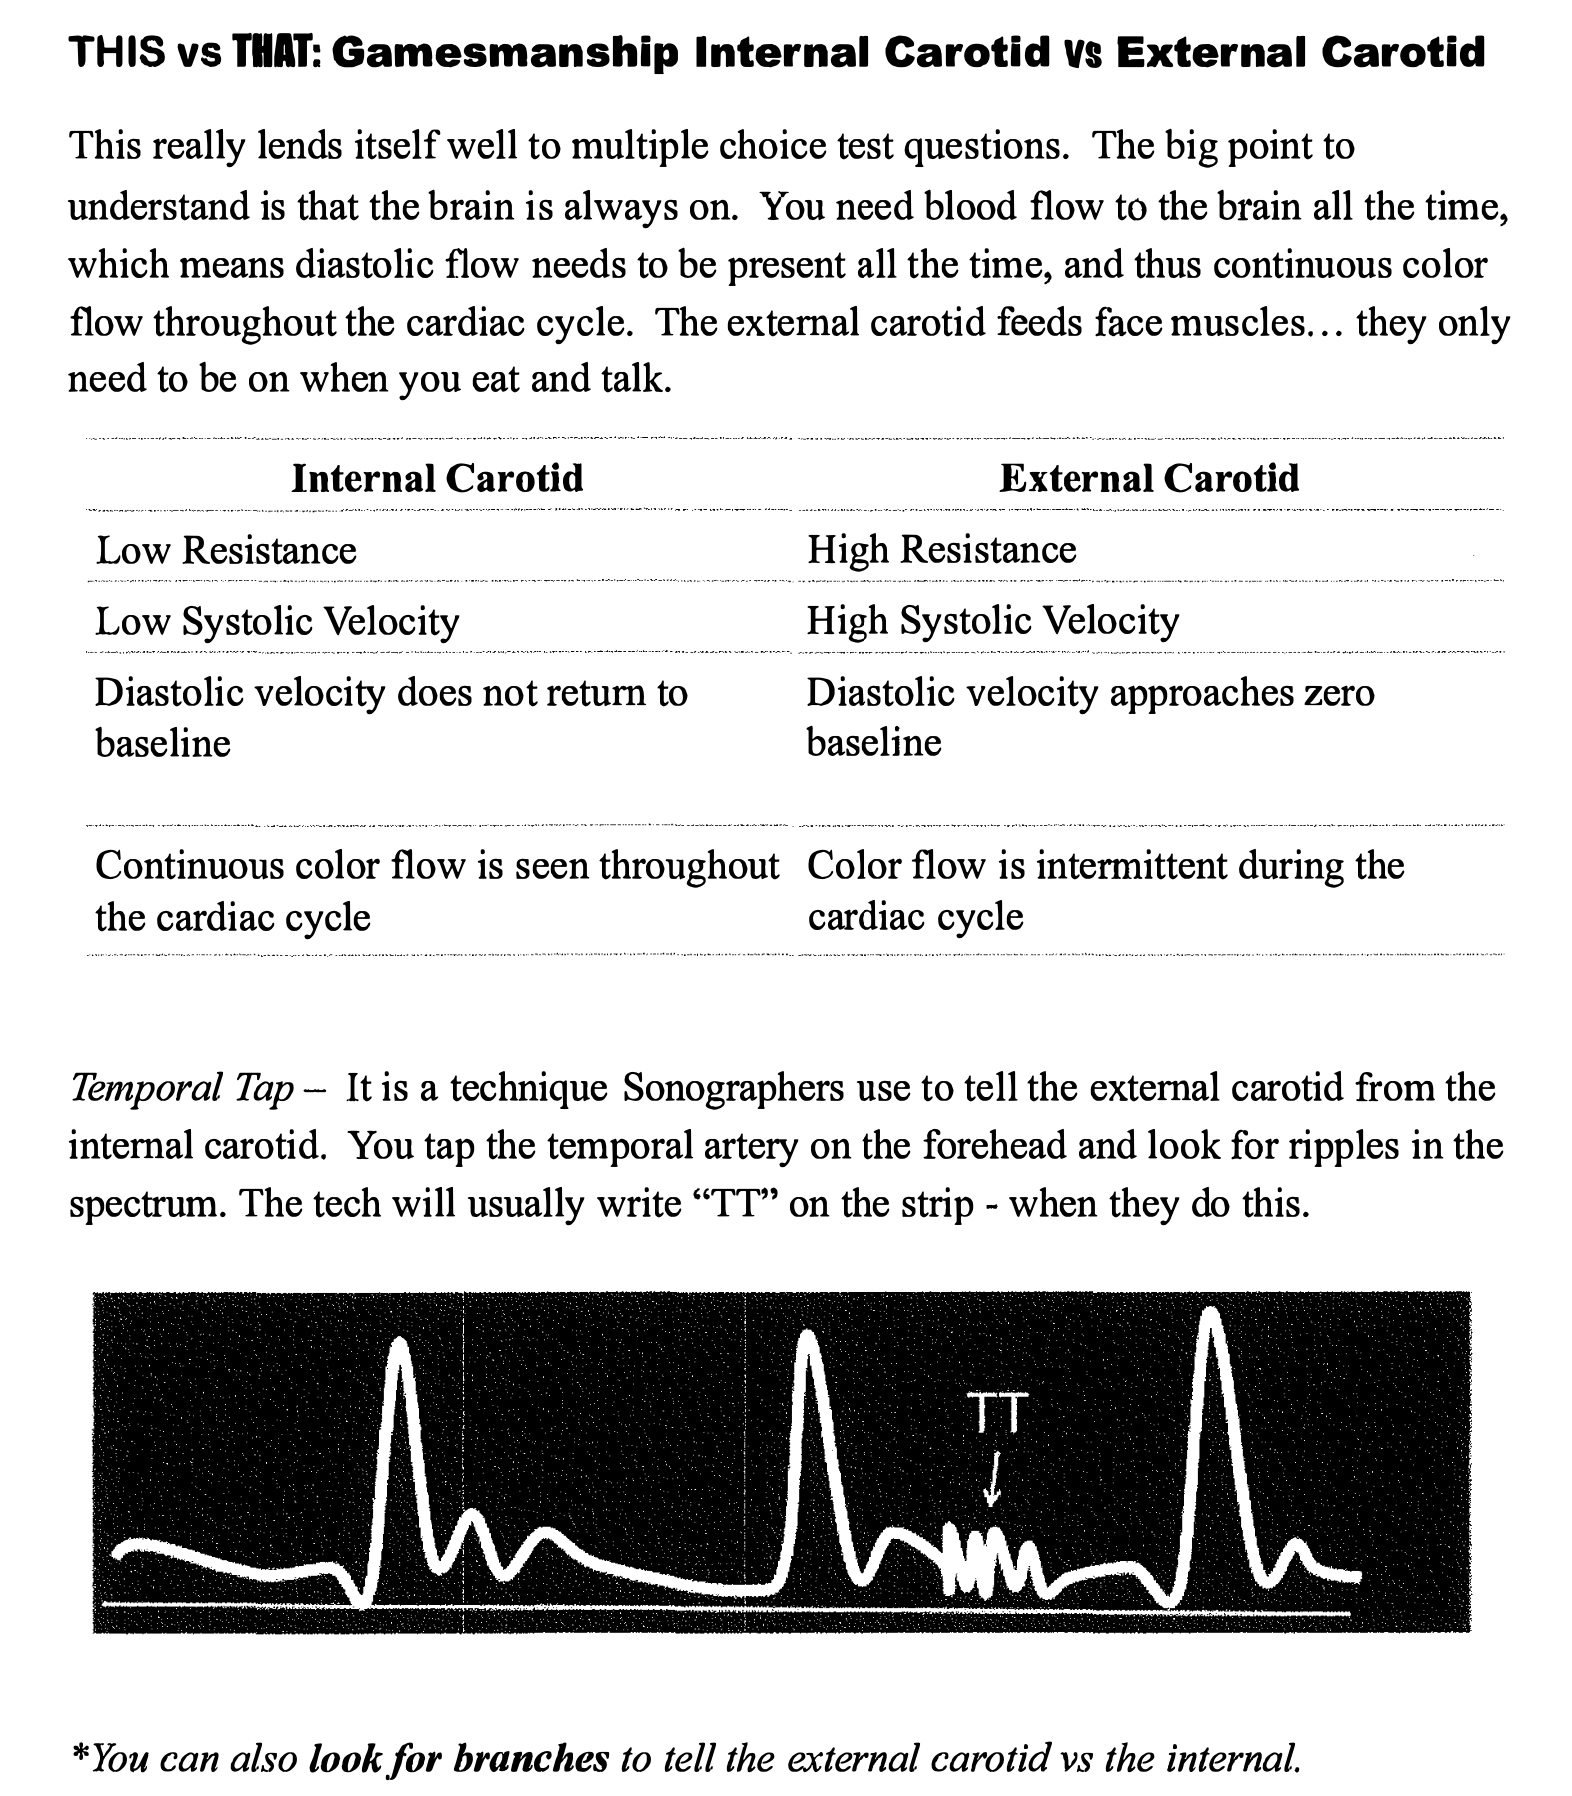 THIS vs THAT: Gamesmanship Internal Carotid vs External Carotid
This really lends itself well to multiple choice test questions. The big point to
understand is that the brain is always on. You need blood flow to the brain all the time,
which means diastolic flow needs to be present all the time, and thus continuous color
flow throughout the cardiac cycle. The external carotid feeds face muscles… they only
need to be on when you eat and talk.
Internal Carotid External Carotid
Low Resistance High Resistance
Low Systolic Velocity High Systolic Velocity
Diastolic velocity does not return to Diastolic velocity approaches zero
baseline baseline
Continuous color flow is seen throughout Color flow is intermittent during the
the cardiac cycle cardiac cycle
Temporal Tap – It is a technique Sonographers use to tell the external carotid from the
internal carotid. You tap the temporal artery on the forehead and look for ripples in the
spectrum. The tech will usually write “TT” on the strip - when they do this.
TT
*You can also look for branches to tell the external carotid vs the internal.